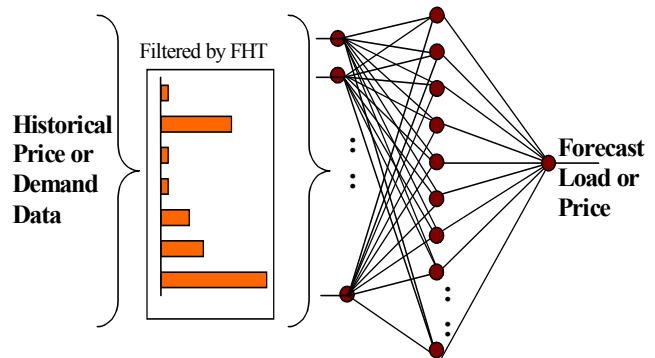 Filtered by FHT
Historical
Price or
Demand
Data
Forecast
Load or
Price